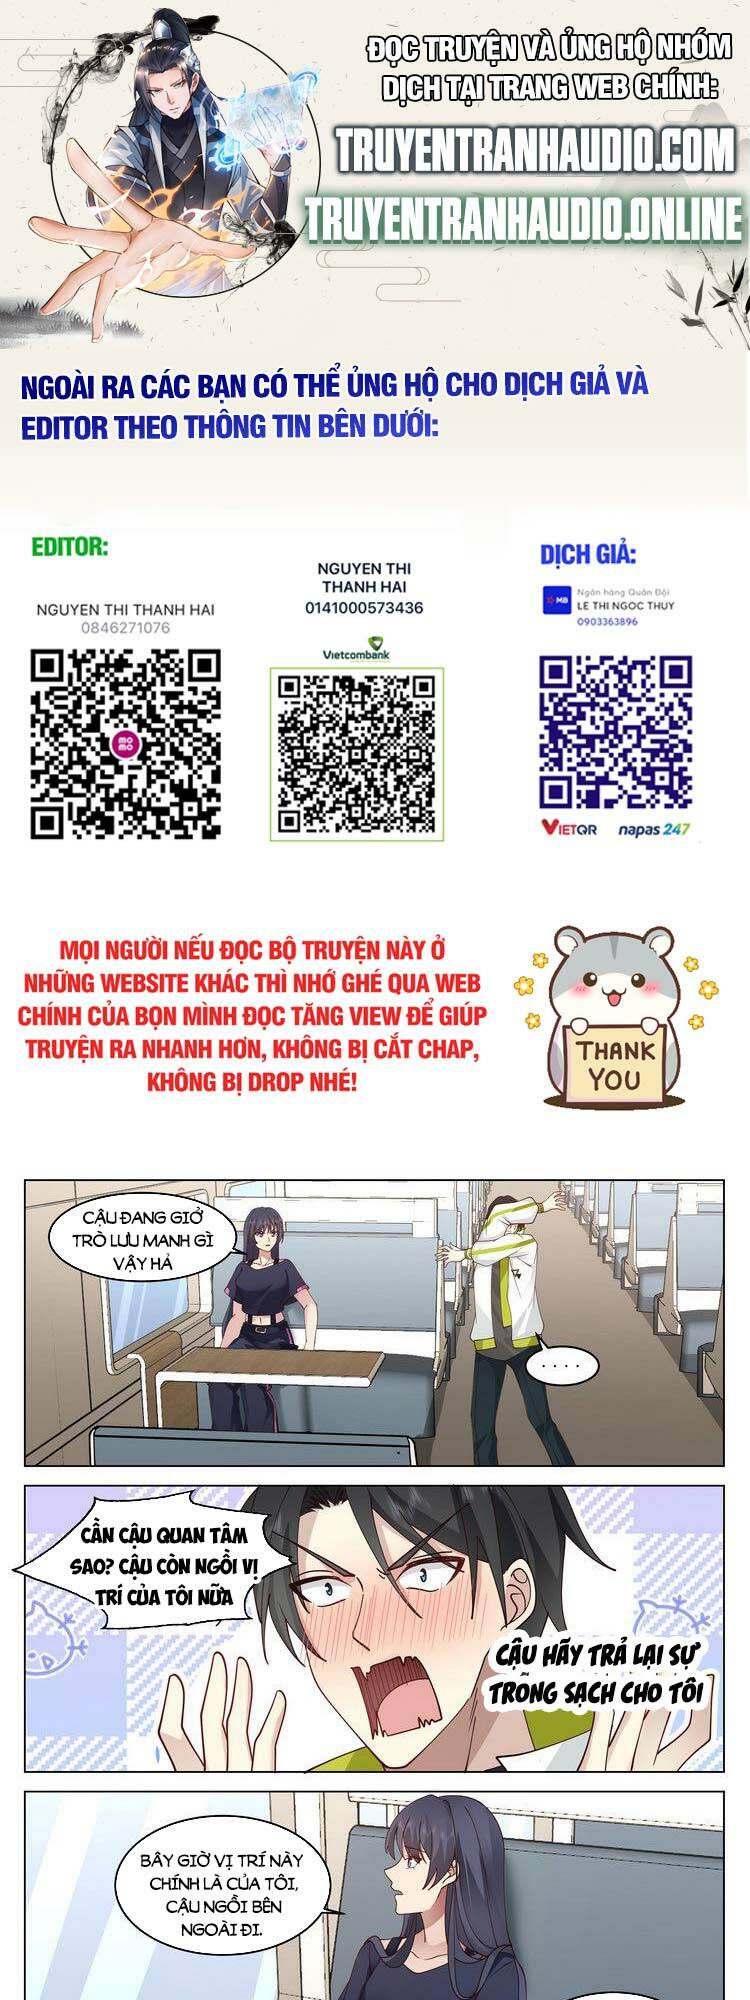 ĐỌC TRUYỆN VÀ ỦNG HỘ NHÓM
DỊCH TẠI TRANG WEB CHÍNH:
TRUYENTRANHAUDIO.COM
TRUYENTRANHAUDIO.ONLINE
NGOÀI RA CÁC BẠN CÓ THỂ ỦNG HỘ CHO DỊCH GIẢ VÀ
EDITOR THEO THÔNG TIN BÊN DƯỚI:
EDITOR:
NGUYEN THI THANH HAI
0846271076
mo
mo
NGUYEN THI
THANH HAI
0141000573436
Vietcombank
DỊCH GIẢ:
MB
Ngân hàng Quân Đội
LE THI NGOC THUY
0903363896
VIETQR
napas 247
MỌI NGƯỜI NẾU ĐỌC BỘ TRUYỆN NÀY Ở
NHỮNG WEBSITE KHÁC THÌ NHỚ GHÉ QUA WEB
CHÍNH CỦA BỌN MÌNH ĐỌC TĂNG VIEW ĐỂ GIÚP
TRUYỆN RA NHANH HƠN, KHÔNG BỊ CẮT CHAP,
KHÔNG BỊ DROP NHÉ!
THANK
YOU
CẬU ĐANG GIỞ
TRÒ LƯU MANH GÌ
VẬY HẢ
. . . .
CẦN CẬU QUAN TÂM
SAO? CẬU CÒN NGỒI VỊ
TRÍ CỦA TÔI NỮA
CẬU HÃY TRẢ LẠI SỰ
TRONG SẠCH CHO TÔI
BÂY GIỜ VỊ TRÍ NÀY
CHÍNH LÀ CỦA TÔI,
CẬU NGỒI BÊN
NGOÀI ĐI.